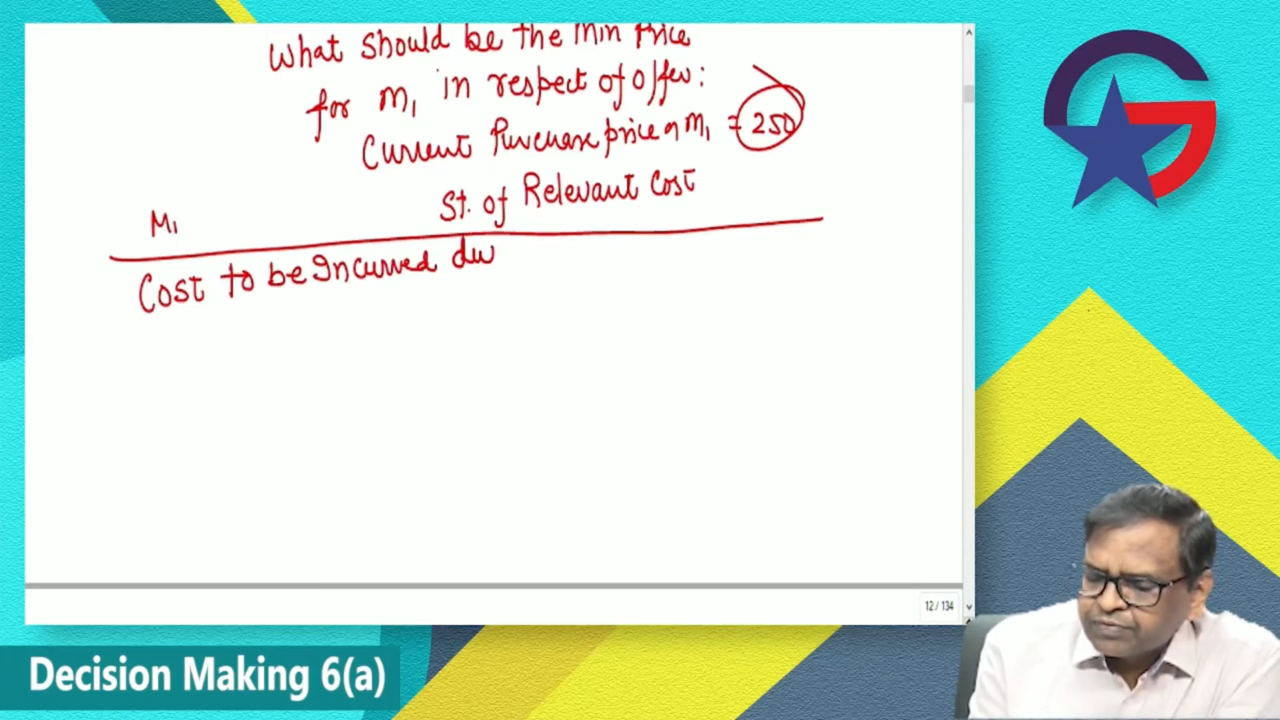 What should be the Min Price
for M1 in respect of offer:
Current Purchase price of M1 = 250
St. of Relevant Cost
M1
Cost to be Incurred du
12 / 134
Decision Making 6(a)